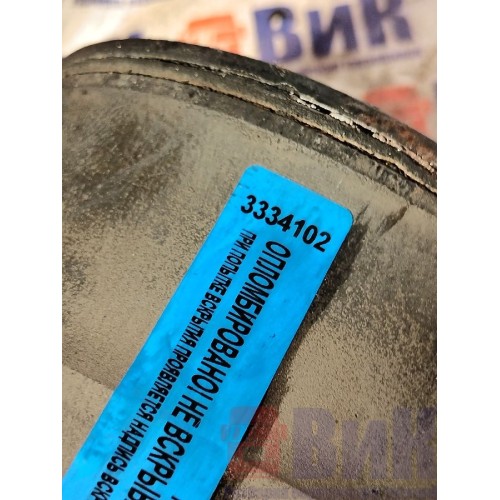 ВиК
3334102
ОПЛОМБИРОВАНО! НЕ ВСКРЫВ
ПРИ ПОПЫТКЕ ВСКРЫТИЯ ПРОЯВЛЯЕТСЯ НАДПИСЬ ВСК
ВиК